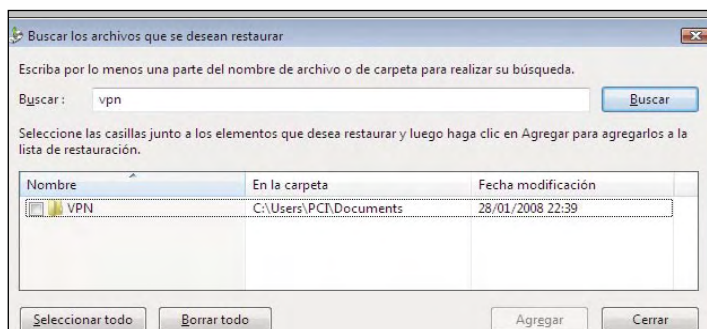 Buscar los archivos que se desean restaurar
Escriba por lo menos una parte del nombre de archivo o de carpeta para realizar su búsqueda.
Buscar: vpn Buscar
Seleccione las casillas junto a los elementos que desea restaurar y luego haga clic en Agregar para agregarlos a la
lista de restauración.
Nombre En la carpeta Fecha modificación
VPN C:\Users\PCI\Documents 28/01/2008 22:39
Seleccionar todo Borrar todo Agregar Cerrar